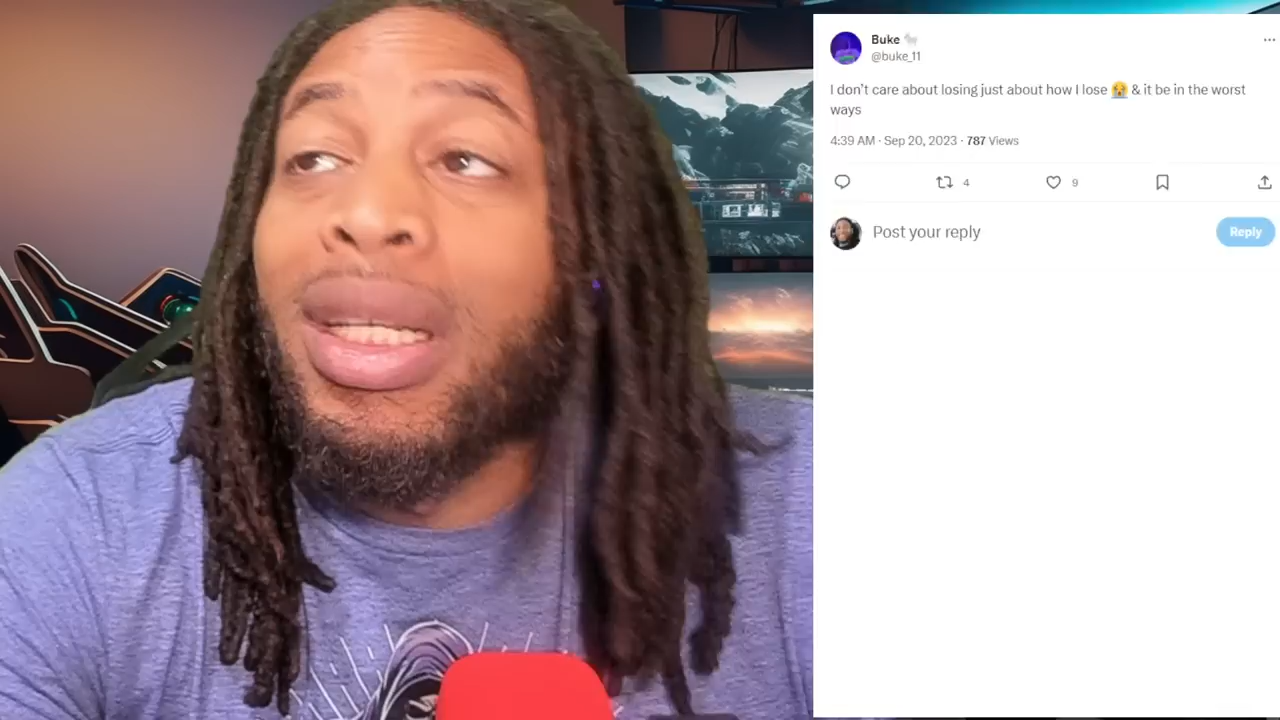 Buke 🐐
@buke_11
I don't care about losing just about how I lose 😭 & it be in the worst
ways
4:39 AM · Sep 20, 2023 · 787 Views
4
9
Post your reply
Reply